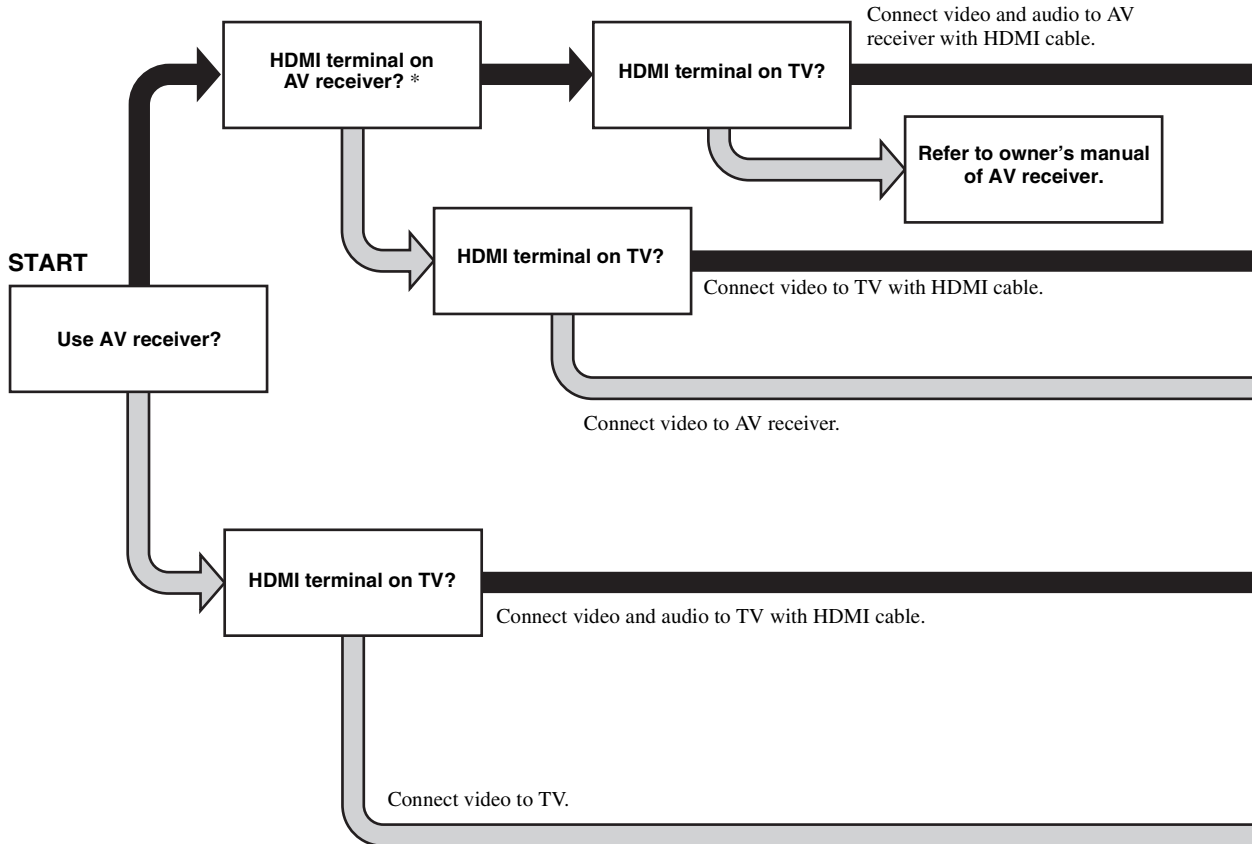 Connect video and audio to AV
receiver with HDMI cable.
HDMI terminal on
AV receiver? *
HDMI terminal on TV?
Refer to owner’s manual
of AV receiver.
HDMI terminal on TV?
START
Connect video to TV with HDMI cable.
Use AV receiver?
Connect video to AV receiver.
HDMI terminal on TV?
Connect video and audio to TV with HDMI cable.
Connect video to TV.